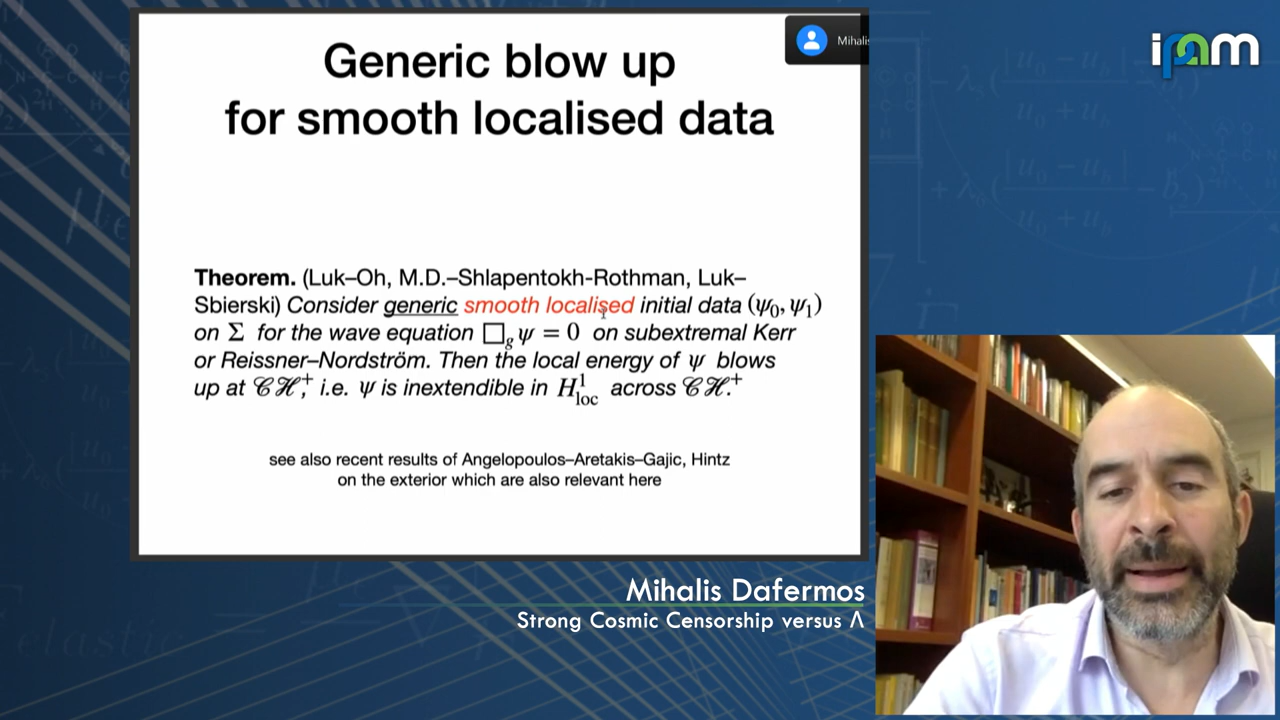 Generic blow up
for smooth localised data
Mihalis
ipam
Theorem. (Luk–Oh, M.D.–Shlapentokh-Rothman, Luk–
Sbierski) Consider generic smooth localised initial data (ψ₀, ψ₁)
on Σ for the wave equation □_g ψ = 0 on subextremal Kerr
or Reissner–Nordström. Then the local energy of ψ blows
up at 𝒞ℋ⁺, i.e. ψ is inextendible in H¹_loc across 𝒞ℋ⁺.
see also recent results of Angelopoulos–Aretakis–Gajic, Hintz
on the exterior which are also relevant here
Mihalis Dafermos
Strong Cosmic Censorship versus Λ
elastic